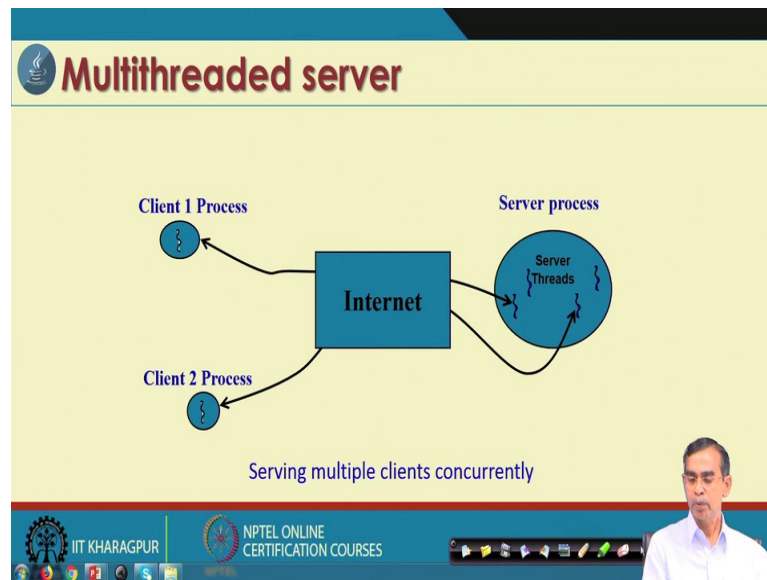 Multithreaded server
Client 1 Process
Server process
Server
Threads
Internet
Client 2 Process
Serving multiple clients concurrently
IIT KHARAGPUR
NPTEL ONLINE
CERTIFICATION COURSES